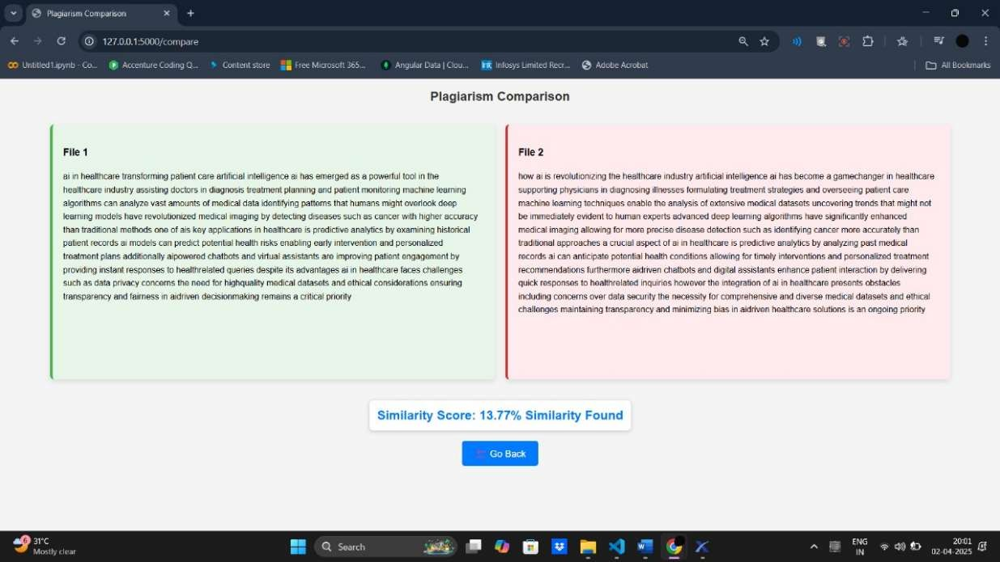 Plagiarism Comparison
127.0.0.1:5000/compare
Untitled1.ipynb - Co...
Accenture Coding Q...
Content store
Free Microsoft 365...
Angular Data | Clou...
Infosys Limited Recr...
Adobe Acrobat
All Bookmarks
Plagiarism Comparison
File 1
ai in healthcare transforming patient care artificial intelligence ai has emerged as a powerful tool in the
healthcare industry assisting doctors in diagnosis treatment planning and patient monitoring machine learning
algorithms can analyze vast amounts of medical data identifying patterns that humans might overlook deep
learning models have revolutionized medical imaging by detecting diseases such as cancer with higher accuracy
than traditional methods one of ais key applications in healthcare is predictive analytics by examining historical
patient records ai models can predict potential health risks enabling early intervention and personalized
treatment plans additionally aipowered chatbots and virtual assistants are improving patient engagement by
providing instant responses to healthrelated queries despite its advantages ai in healthcare faces challenges
such as data privacy concerns the need for highquality medical datasets and ethical considerations ensuring
transparency and fairness in aidriven decisionmaking remains a critical priority
File 2
how ai is revolutionizing the healthcare industry artificial intelligence ai has become a gamechanger in healthcare
supporting physicians in diagnosing illnesses formulating treatment strategies and overseeing patient care
machine learning techniques enable the analysis of extensive medical datasets uncovering trends that might not
be immediately evident to human experts advanced deep learning algorithms have significantly enhanced
medical imaging allowing for more precise disease detection such as identifying cancer more accurately than
traditional approaches a crucial aspect of ai in healthcare is predictive analytics by analyzing past medical
records ai can anticipate potential health conditions allowing for timely interventions and personalized treatment
recommendations furthermore aidriven chatbots and digital assistants enhance patient interaction by delivering
quick responses to healthrelated inquiries however the integration of ai in healthcare presents obstacles
including concerns over data security the necessity for comprehensive and diverse medical datasets and ethical
challenges maintaining transparency and minimizing bias in aidriven healthcare solutions is an ongoing priority
Similarity Score: 13.77% Similarity Found
Go Back
6
31°C
Mostly clear
Search
ENG
IN
20:01
02-04-2025